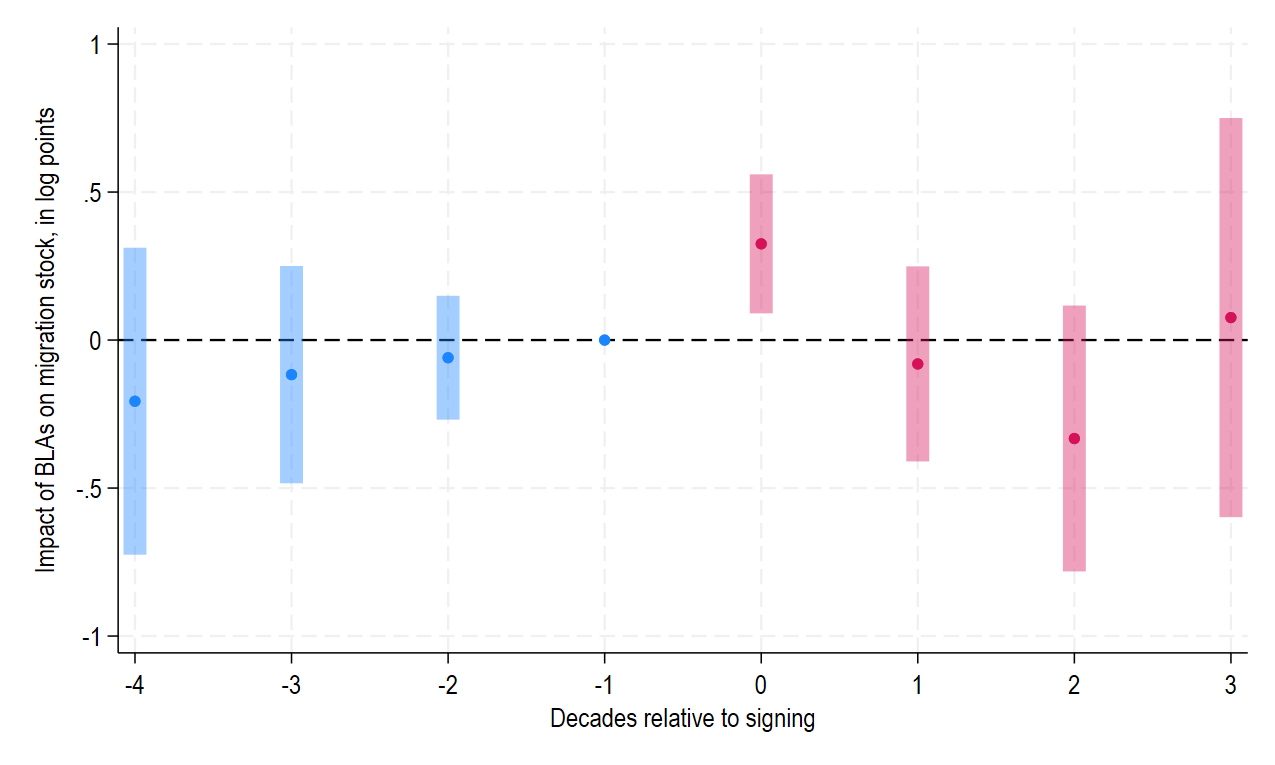 Impact of BLAs on migration stock, in log points
1
.5
0
-.5
-1
-4 -3 -2 -1 0 1 2 3
Decades relative to signing